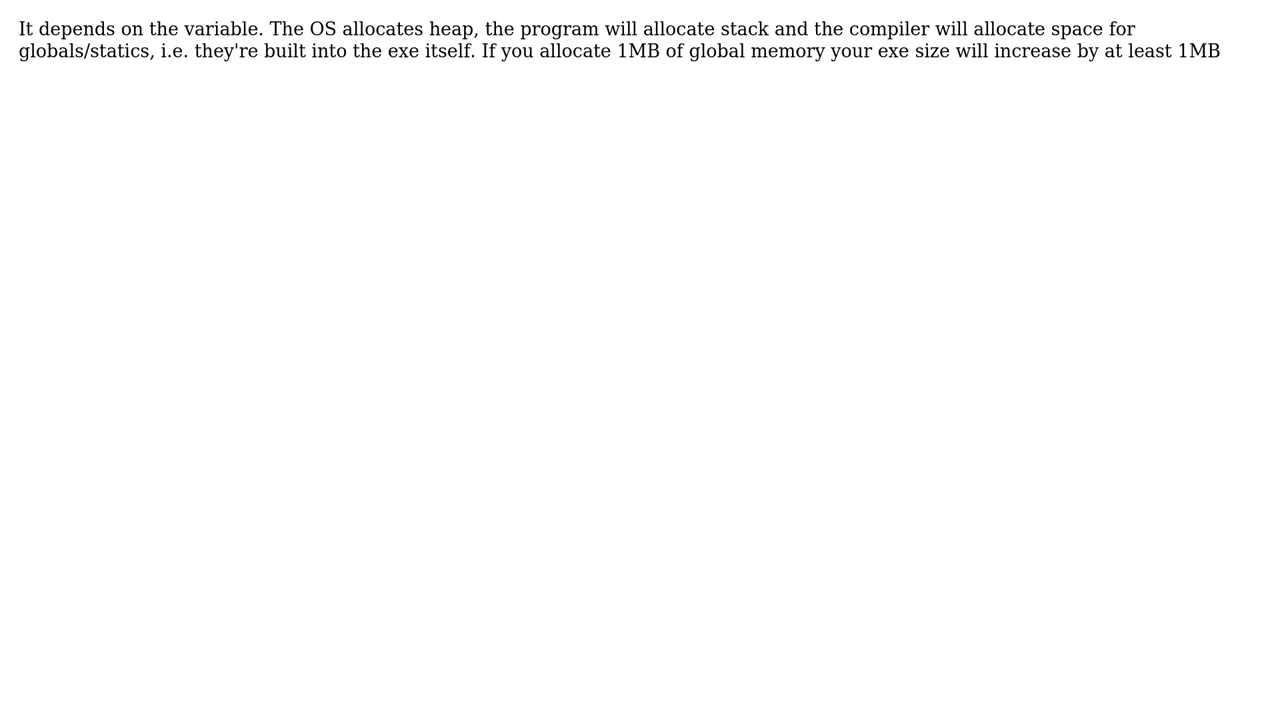 It depends on the variable. The OS allocates heap, the program will allocate stack and the compiler will allocate space for
globals/statics, i.e. they're built into the exe itself. If you allocate 1MB of global memory your exe size will increase by at least 1MB